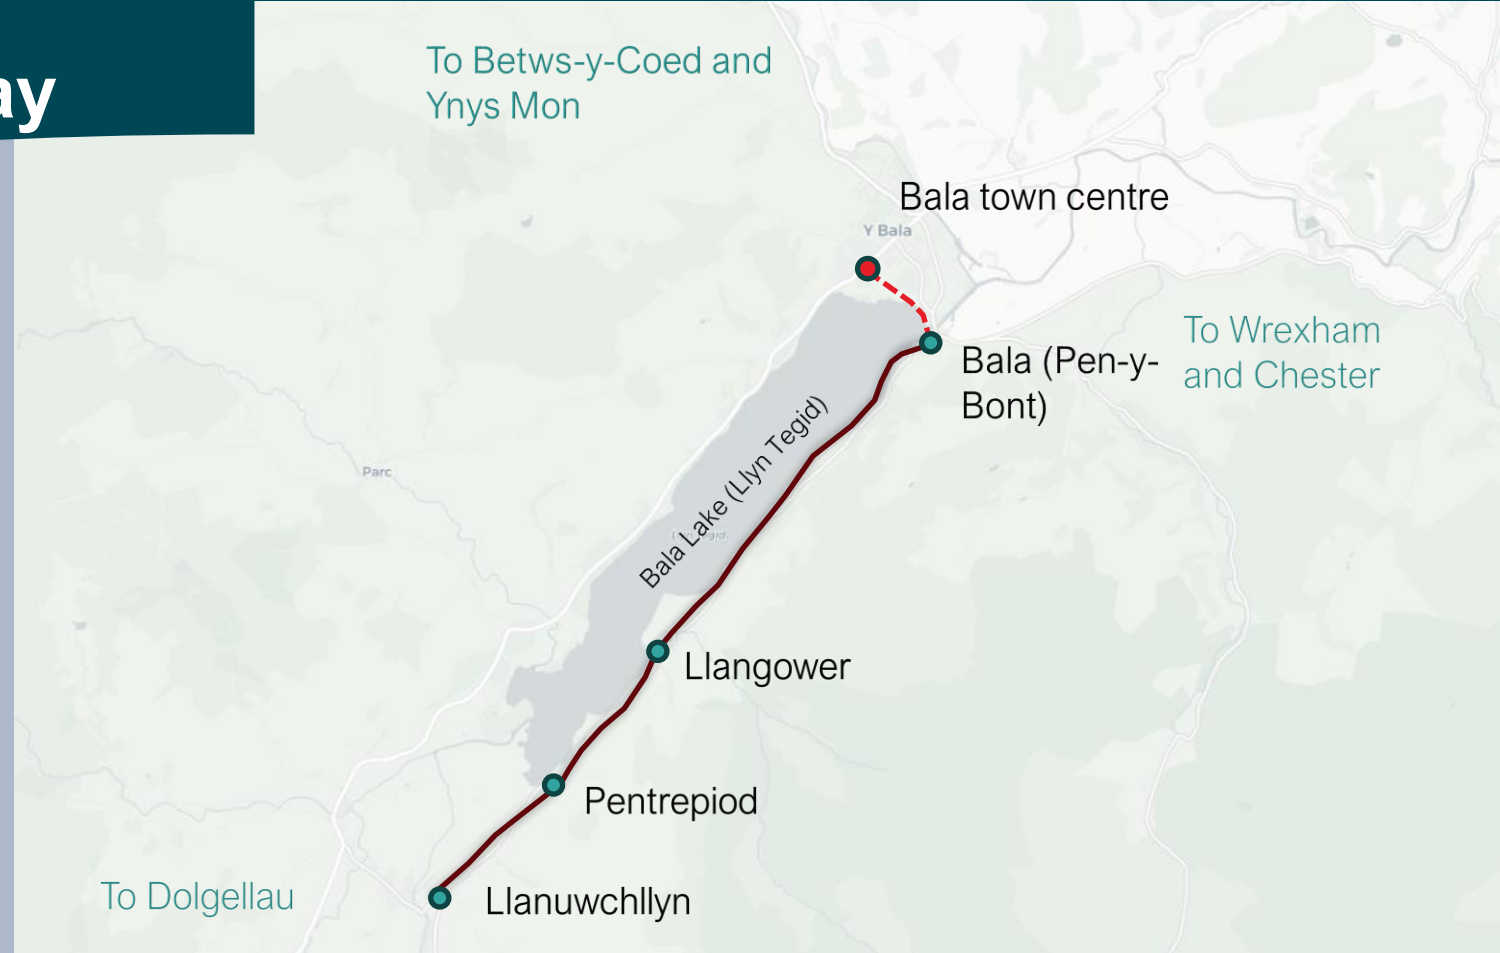 ay
To Betws-y-Coed and
Ynys Mon
Bala town centre
Y Bala
To Wrexham
and Chester
Bala (Pen-y-
Bont)
Bala Lake (Llyn Tegid)
Parc
Llangower
Pentrepiod
To Dolgellau
Llanuwchllyn